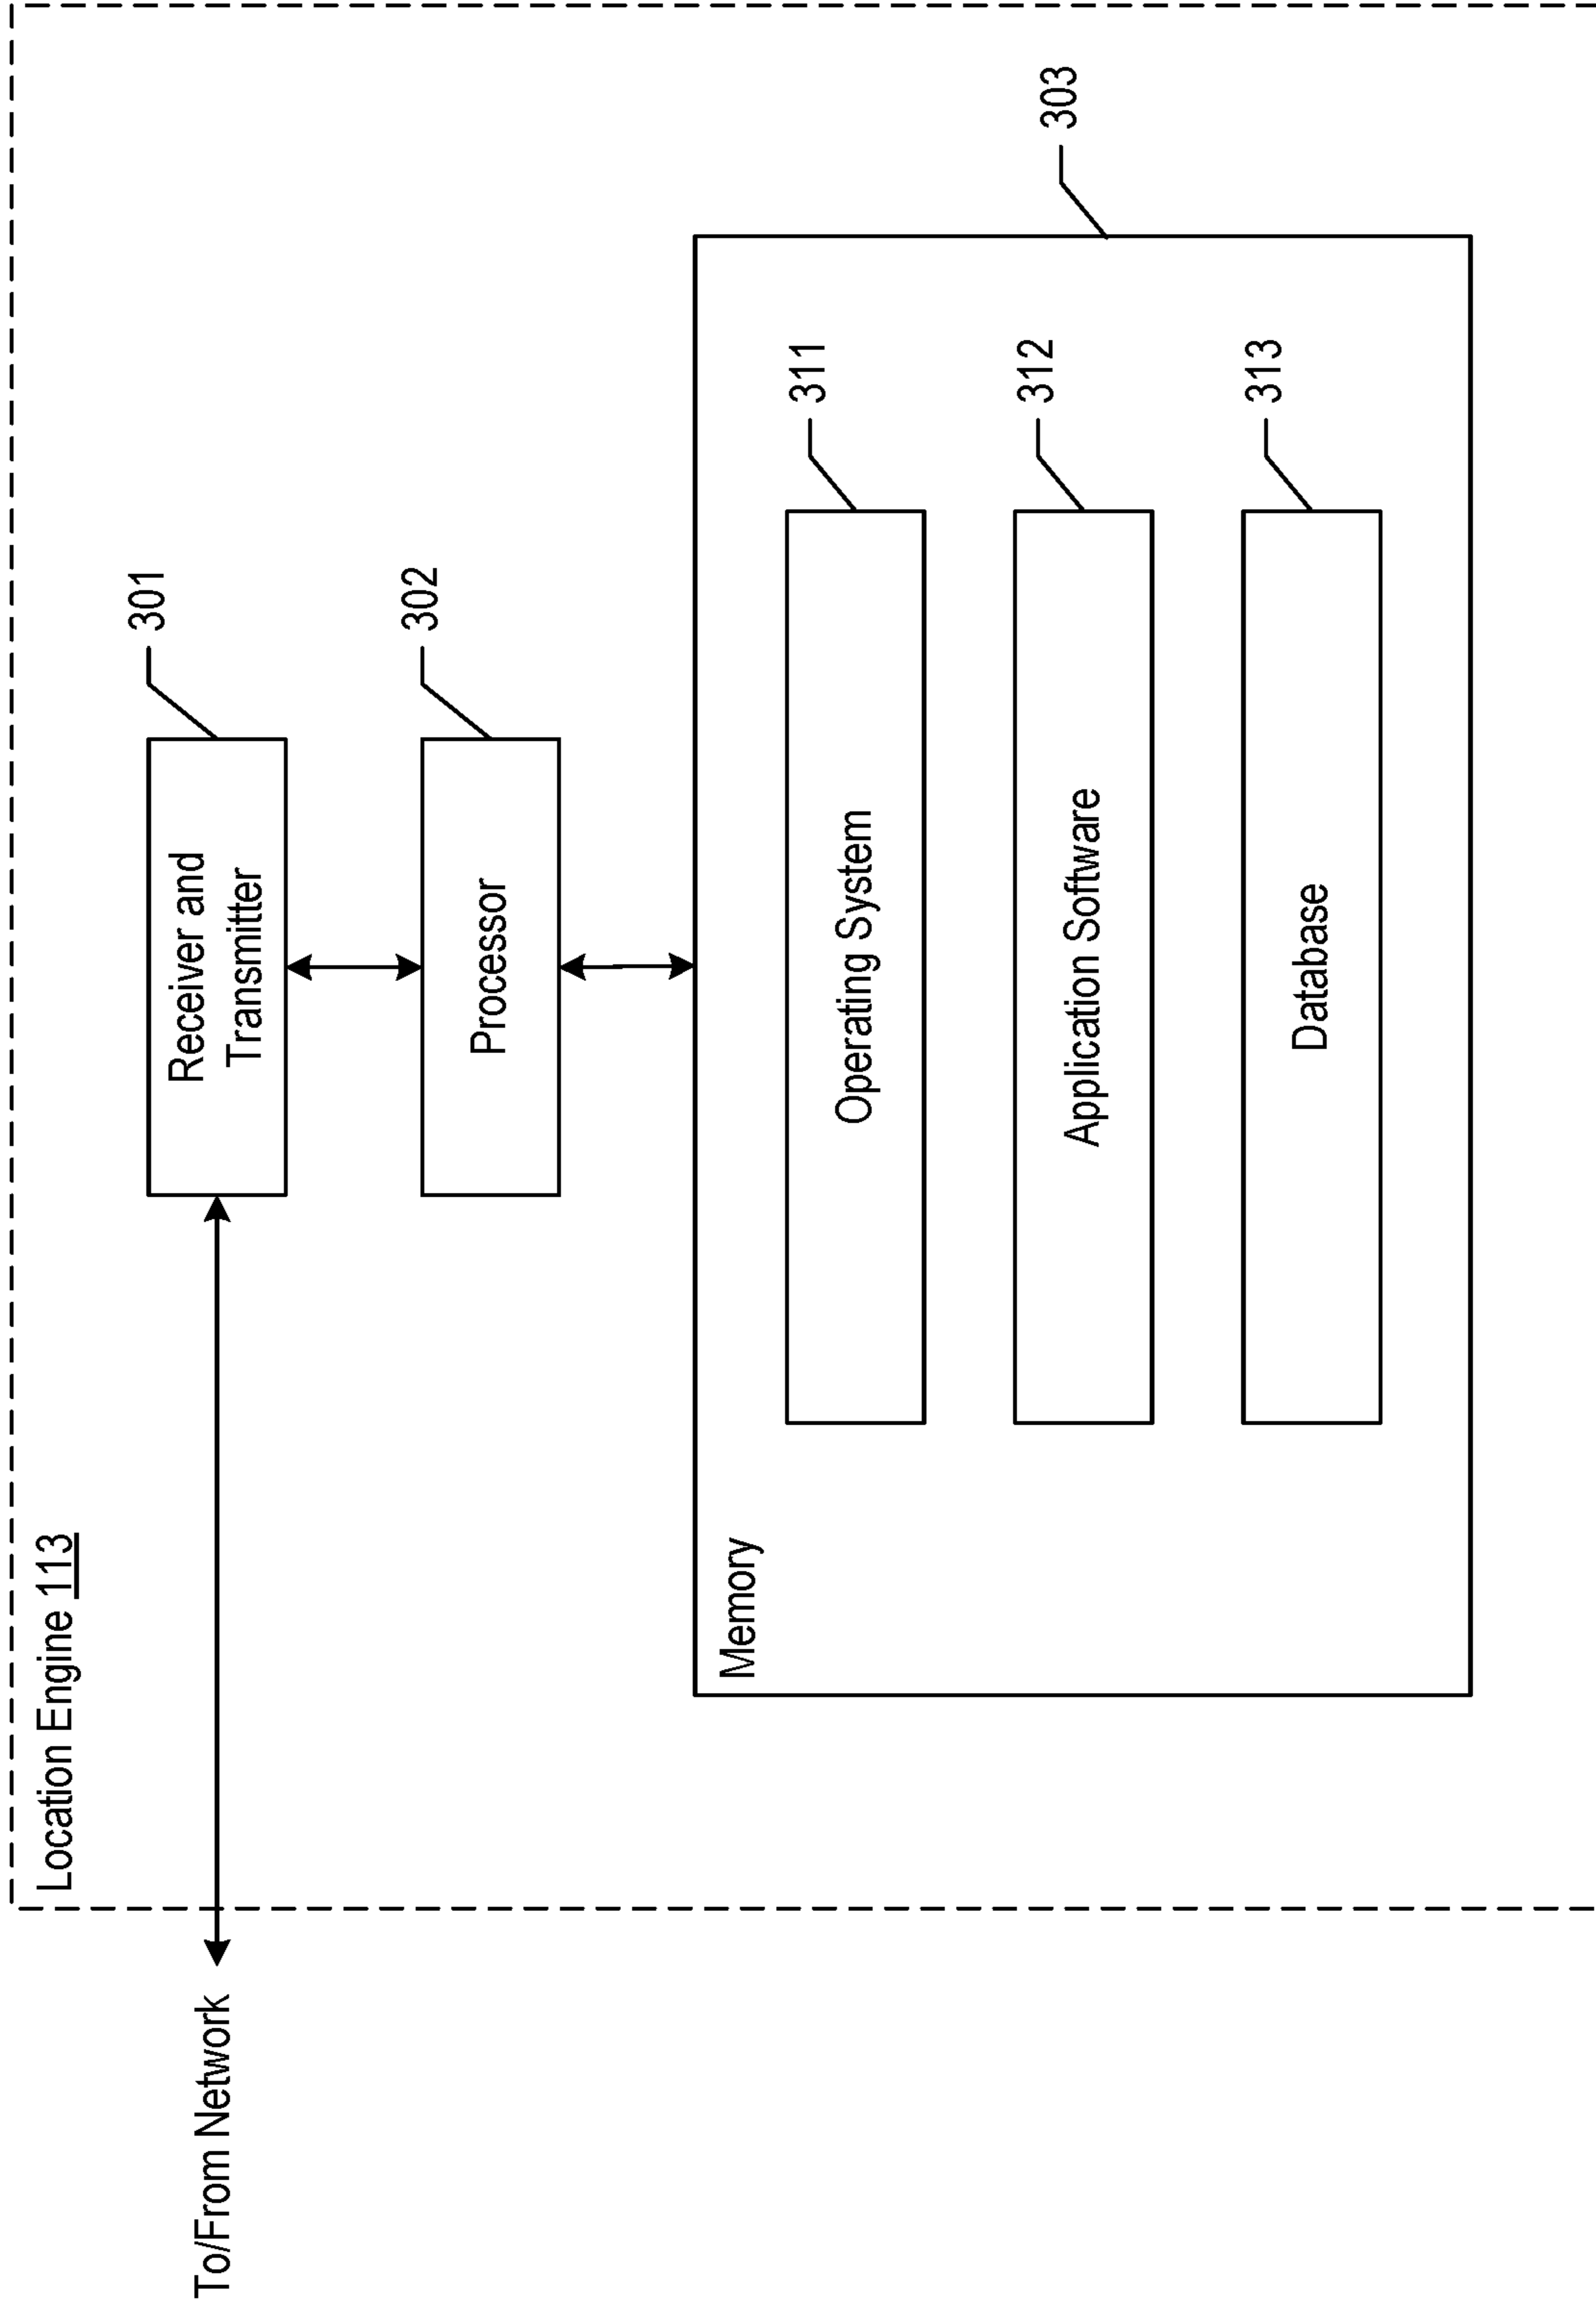 Location Engine 113
To/From Network
Receiver and
Transmitter
301
Processor
302
Memory
303
Operating System
311
Application Software
312
Database
313